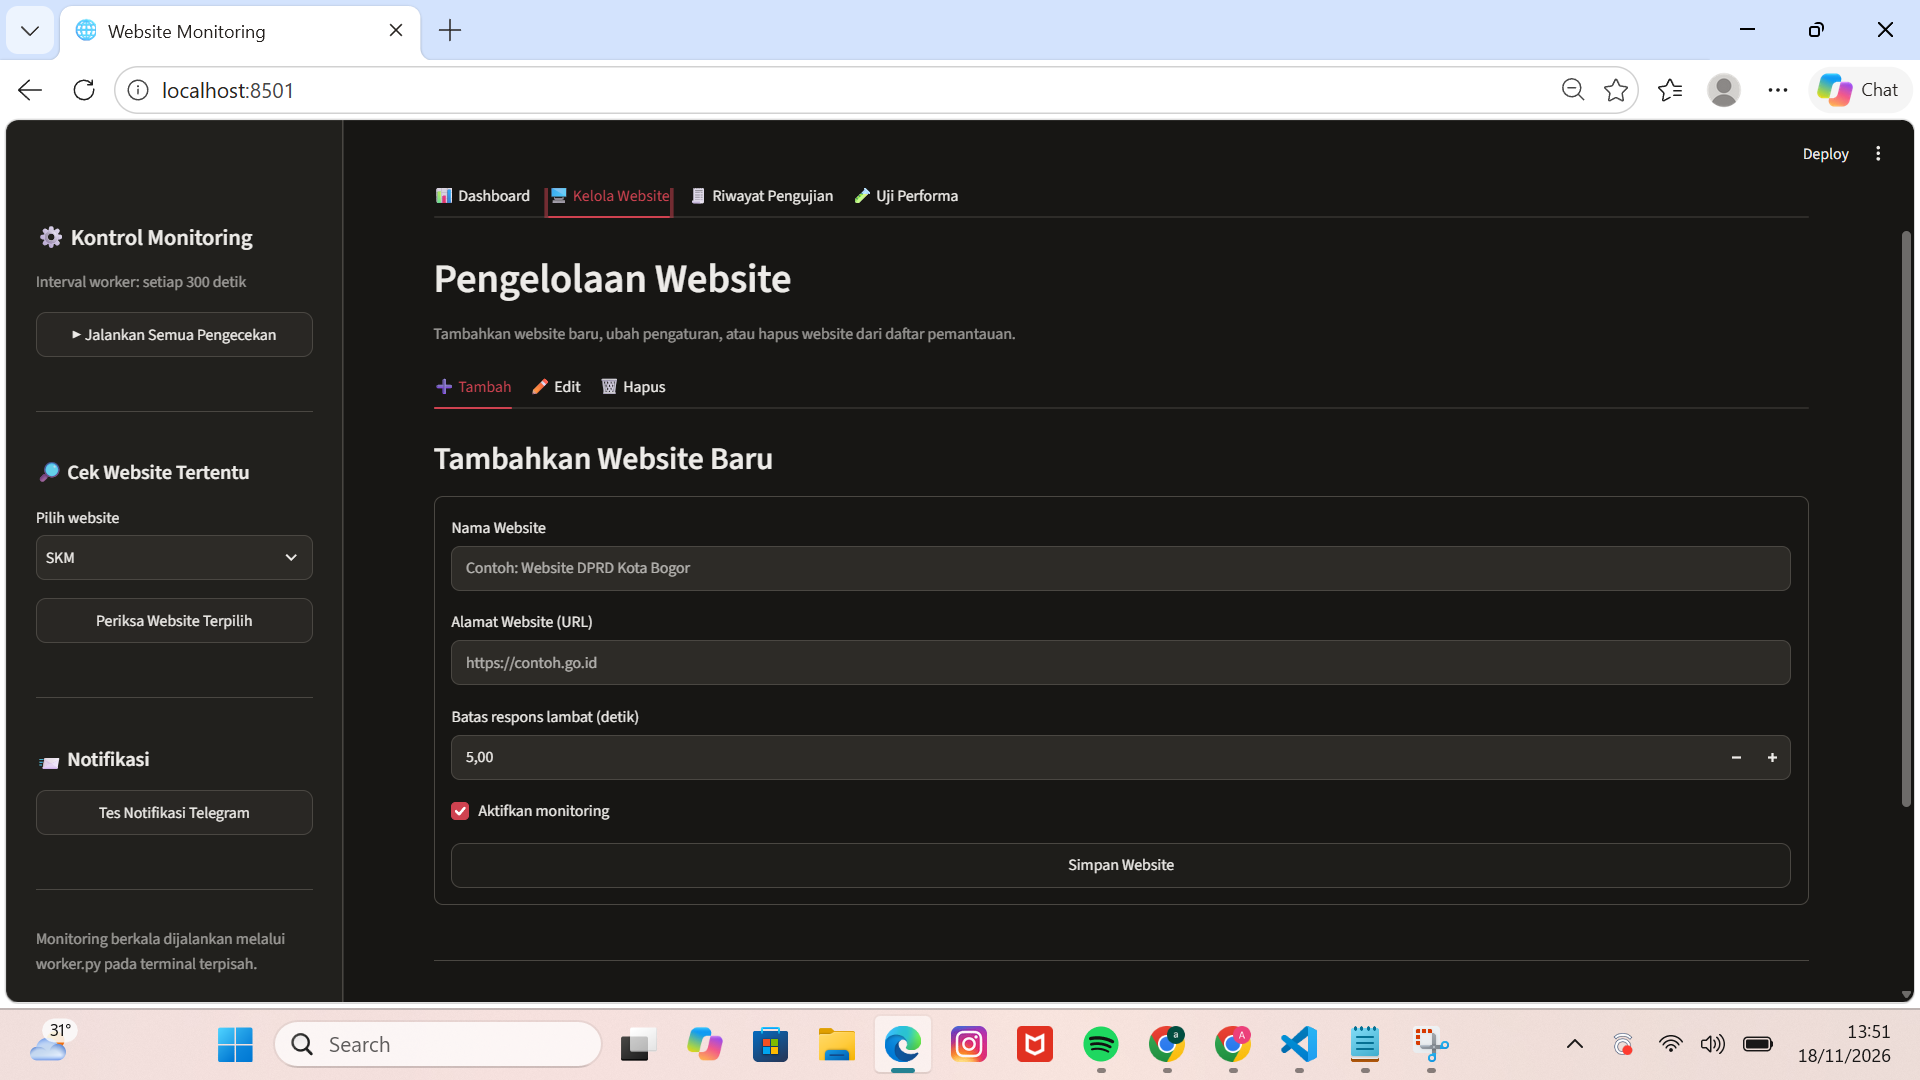 Website Monitoring
localhost:8501
Chat
Deploy
Kontrol Monitoring
Interval worker: setiap 300 detik
Jalankan Semua Pengecekan
Cek Website Tertentu
Pilih website
SKM
Periksa Website Terpilih
Notifikasi
Tes Notifikasi Telegram
Monitoring berkala dijalankan melalui
worker.py pada terminal terpisah.
Dashboard
Kelola Website
Riwayat Pengujian
Uji Performa
Pengelolaan Website
Tambahkan website baru, ubah pengaturan, atau hapus website dari daftar pemantauan.
Tambah
Edit
Hapus
Tambahkan Website Baru
Nama Website
Contoh: Website DPRD Kota Bogor
Alamat Website (URL)
https://contoh.go.id
Batas respons lambat (detik)
5,00
Aktifkan monitoring
Simpan Website
31°
Search
a
A
13:51
18/11/2026